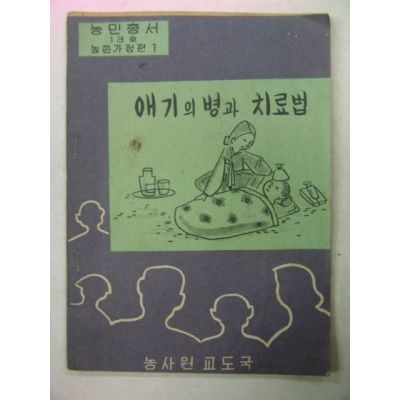 농민총서
13호
농촌가정편 1
애기의 병과 치료법
농사원 교도국